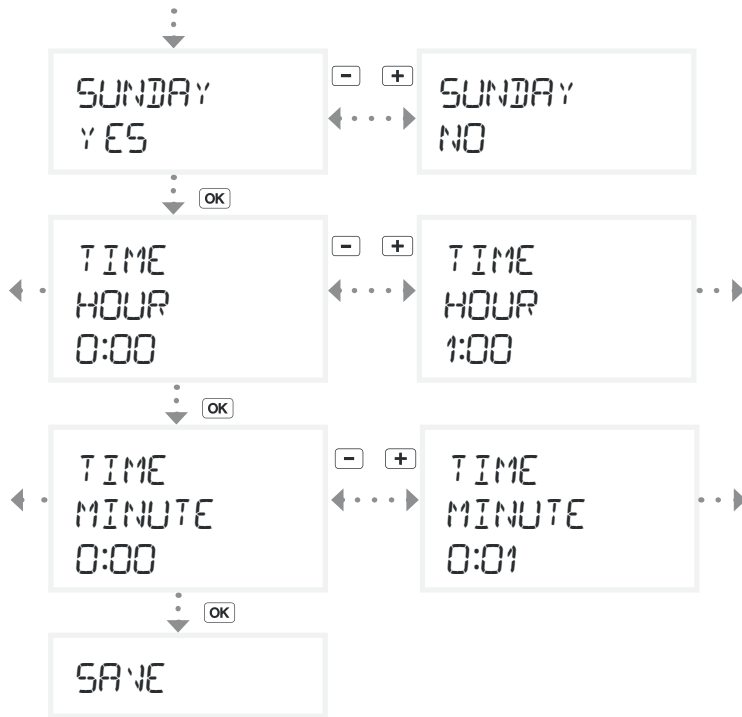 SUNDAY
YES
- +
SUNDAY
NO
OK
TIME
HOUR
0:00
- +
TIME
HOUR
1:00
OK
TIME
MINUTE
0:00
- +
TIME
MINUTE
0:01
OK
SAVE